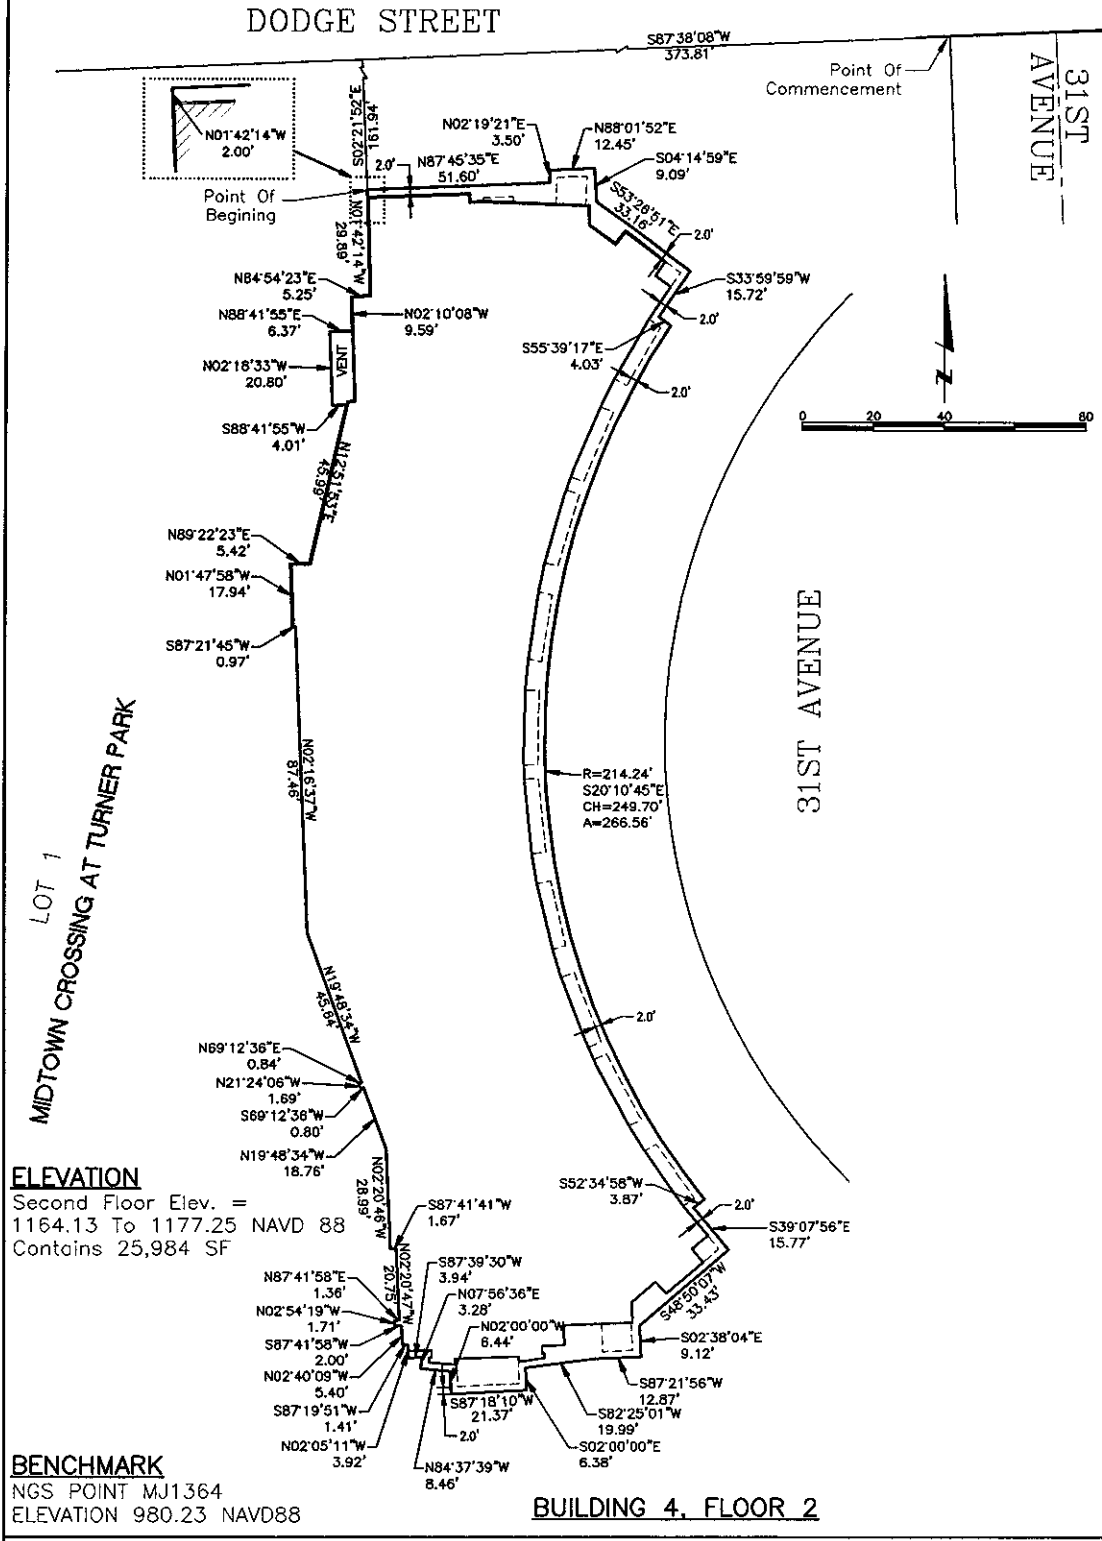 DODGE STREET
S87°38'08"W
373.81'
Point Of
Commencement
31ST
AVENUE
N01°42'14"W
2.00'
S02°21'52"E
161.94'
Point Of
Begining
2.0'
N87°45'35"E
51.60'
N02°19'21"E
3.50'
N88°01'52"E
12.45'
S04°14'59"E
9.09'
S53°26'51"E
33.16'
2.0'
S33°59'59"W
15.72'
2.0'
S55°39'17"E
4.03'
2.0'
N01°42'14"W
29.89'
N84°54'23"E
5.25'
N02°10'08"W
9.59'
N88°41'55"E
6.37'
VENT
N02°18'33"W
20.80'
S88°41'55"W
4.01'
N12°51'53"E
45.99'
N
0 20 40 80
N89°22'23"E
5.42'
N01°47'58"W
17.94'
S87°21'45"W
0.97'
31ST AVENUE
N02°16'37"W
87.46'
R=214.24'
S20°10'45"E
CH=249.70'
A=266.56'
LOT 1
MIDTOWN CROSSING AT TURNER PARK
N19°48'34"W
45.64'
2.0'
N69°12'36"E
0.84'
N21°24'06"W
1.69'
S69°12'36"W
0.80'
N19°48'34"W
18.76'
ELEVATION
Second Floor Elev. =
1164.13 To 1177.25 NAVD 88
Contains 25,984 SF
N02°20'46"W
28.99'
S87°41'41"W
1.67'
S52°34'58"W
3.87'
2.0'
S39°07'56"E
15.77'
N02°20'47"W
20.75'
S87°39'30"W
3.94'
N07°56'36"E
3.28'
N02°00'00"W
6.44'
S48°50'07"W
33.43'
S02°38'04"E
9.12'
N87°41'58"E
1.36'
N02°54'19"W
1.71'
S87°41'58"W
2.00'
N02°40'09"W
5.40'
S87°19'51"W
1.41'
N02°05'11"W
3.92'
S87°18'10"W
21.37'
2.0'
N84°37'39"W
8.46'
S87°21'56"W
12.87'
S82°25'01"W
19.99'
S02°00'00"E
6.38'
BENCHMARK
NGS POINT MJ1364
ELEVATION 980.23 NAVD88
BUILDING 4, FLOOR 2